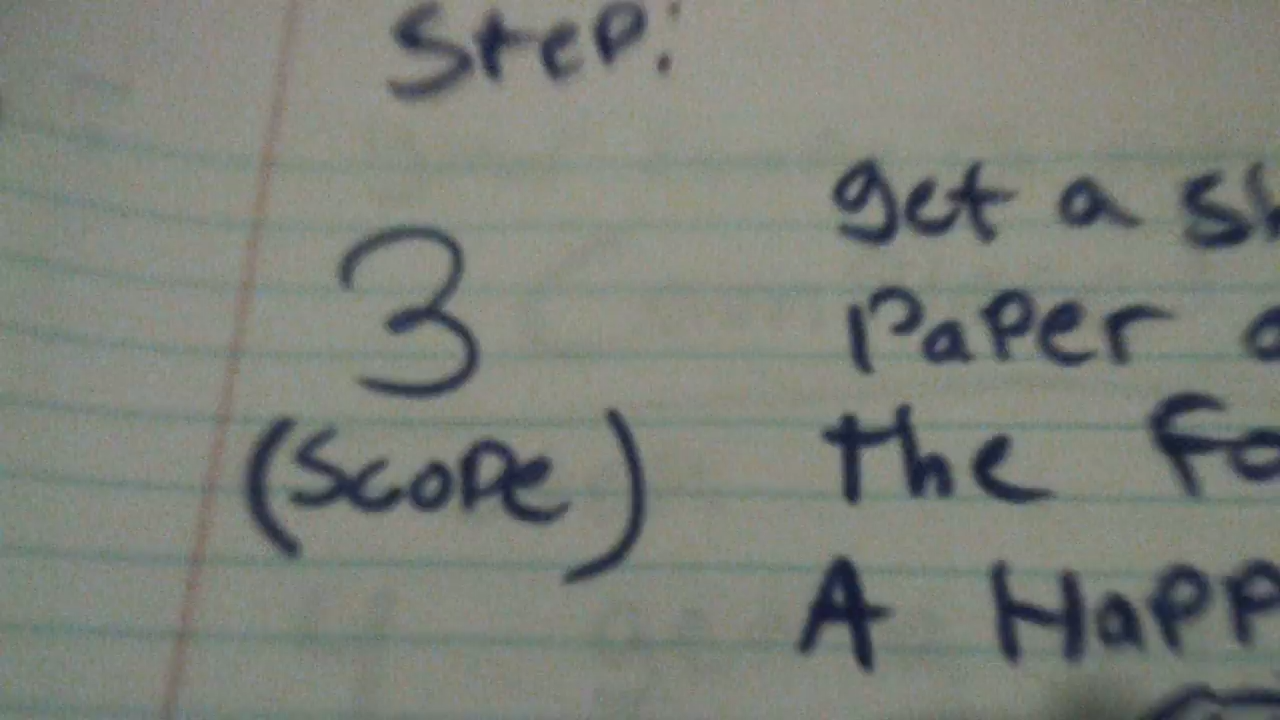 Step:
3
(Scope)
get a
Paper
the
A